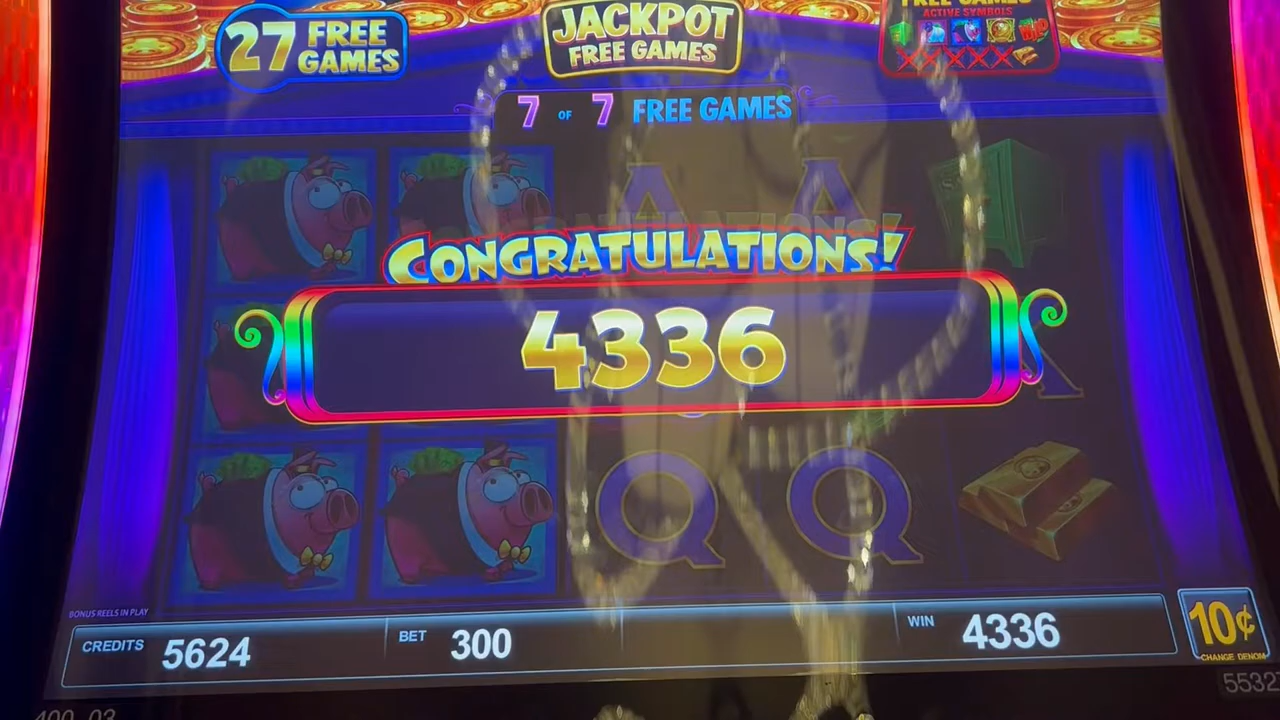 27 FREE GAMES
JACKPOT
FREE GAMES
FREE GAMES
ACTIVE SYMBOLS
7 OF 7 FREE GAMES
A A
CONGRATULATIONS!
4336
A
Q Q
BONUS REELS IN PLAY
CREDITS 5624 BET 300 WIN 4336
10¢
CHANGE DENOM